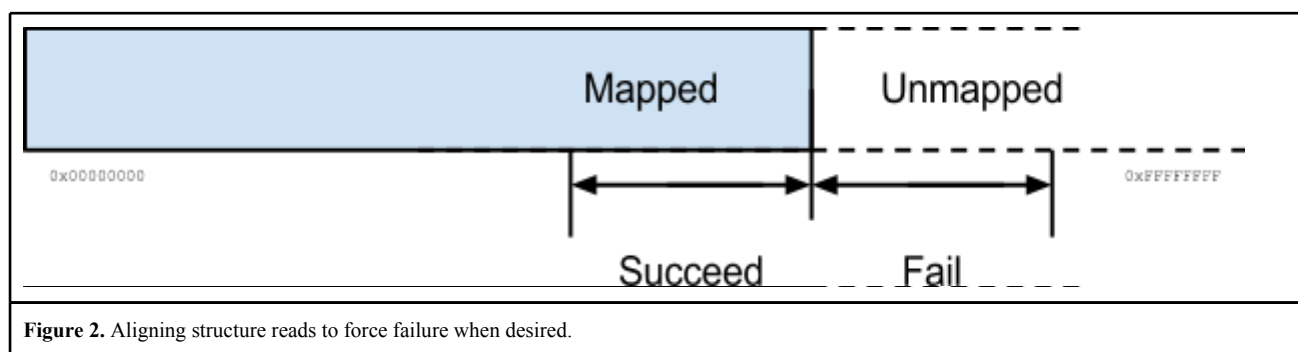 Mapped Unmapped
0x00000000 0xFFFFFFFF
Succeed Fail
Figure 2. Aligning structure reads to force failure when desired.